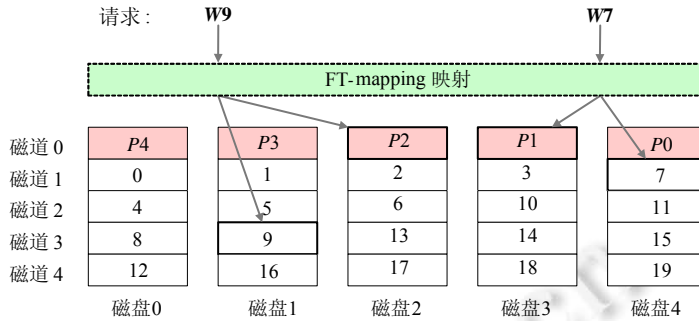 请求: W9 W7
FT-mapping 映射
磁道 0 P4 P3 P2 P1 P0
磁道 1 0 1 2 3 7
磁道 2 4 5 6 10 11
磁道 3 8 9 13 14 15
磁道 4 12 16 17 18 19
磁盘0 磁盘1 磁盘2 磁盘3 磁盘4